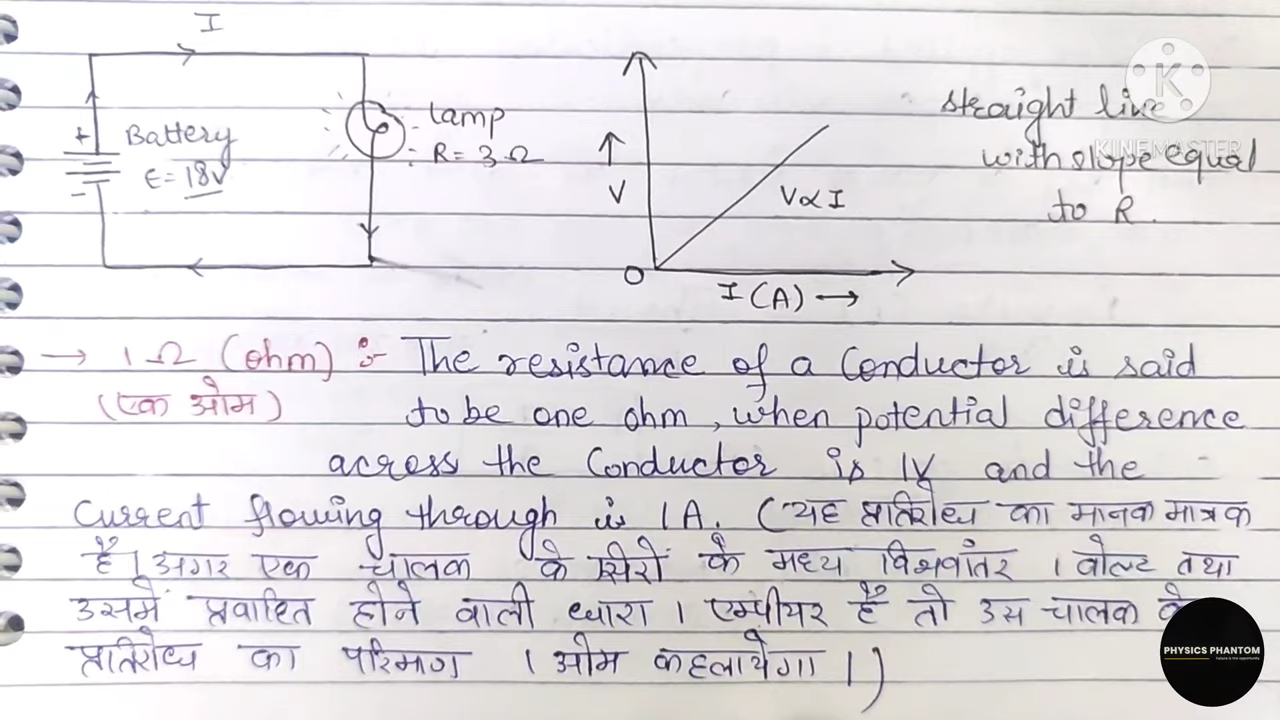 I
+ Battery
E = 18V
-
lamp
R = 3 Ω
V
V ∝ I
O
I (A) →
straight line
with slope equal
to R.
K
KINEMASTER
→ 1 Ω (ohm) :- The resistance of a conductor is said
(एक ओम) to be one ohm, when potential difference
across the conductor is 1V and the
current flowing through is 1A. (यह प्रतिरोध का मानक मात्रक
है। अगर एक चालक के सिरों के मध्य विभवांतर 1 वोल्ट तथा
उसमें प्रवाहित होने वाली धारा 1 एम्पीयर है तो उस चालक के
प्रतिरोध का परिमाण 1 ओम कहलायेगा।)
PHYSICS PHANTOM